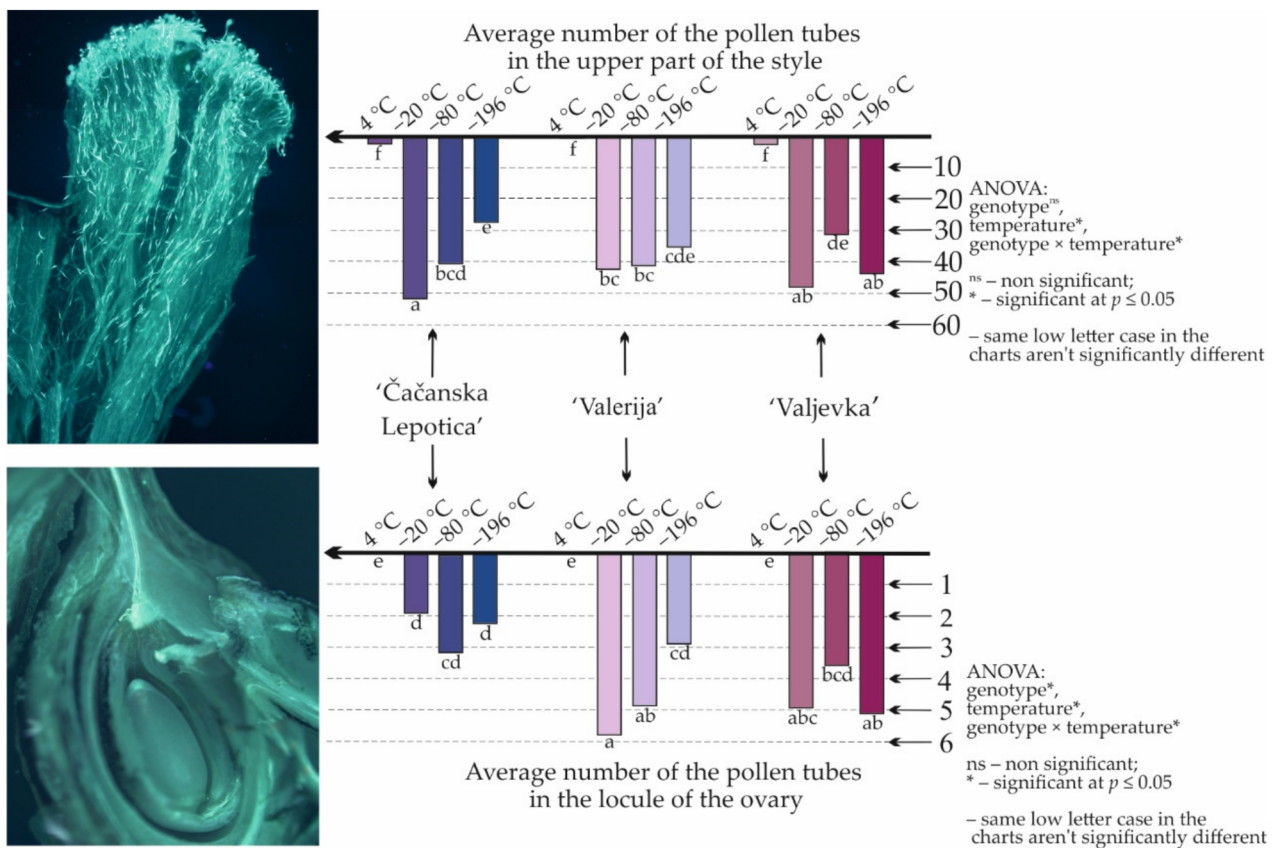 Average number of the pollen tubes
in the upper part of the style
4 °C –20 °C –80 °C –196 °C 4 °C –20 °C –80 °C –196 °C 4 °C –20 °C –80 °C –196 °C
f a bcd e f bc bc cde f ab de ab
10
20
30
40
50
60
ANOVA:
genotypeⁿˢ,
temperature*,
genotype × temperature*
ⁿˢ – non significant;
* – significant at p ≤ 0.05
– same low letter case in the
charts aren't significantly different
‘Čačanska
Lepotica’
‘Valerija’
‘Valjevka’
4 °C –20 °C –80 °C –196 °C 4 °C –20 °C –80 °C –196 °C 4 °C –20 °C –80 °C –196 °C
e d cd d e a ab cd e abc bcd ab
1
2
3
4
5
6
ANOVA:
genotype*,
temperature*,
genotype × temperature*
ns – non significant;
* – significant at p ≤ 0.05
– same low letter case in the
charts aren't significantly different
Average number of the pollen tubes
in the locule of the ovary